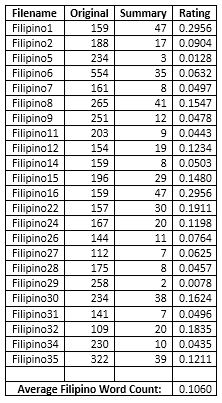 Filename Original Summary Rating
Filipino1 159 47 0.2956
Filipino2 188 17 0.0904
Filipino5 234 3 0.0128
Filipino6 554 35 0.0632
Filipino7 161 8 0.0497
Filipino8 265 41 0.1547
Filipino9 251 12 0.0478
Filipino11 203 9 0.0443
Filipino12 154 19 0.1234
Filipino14 159 8 0.0503
Filipino15 196 29 0.1480
Filipino16 159 47 0.2956
Filipino22 157 30 0.1911
Filipino24 167 20 0.1198
Filipino26 144 11 0.0764
Filipino27 112 7 0.0625
Filipino28 175 8 0.0457
Filipino29 258 2 0.0078
Filipino30 234 38 0.1624
Filipino31 141 7 0.0496
Filipino32 109 20 0.1835
Filipino34 230 10 0.0435
Filipino35 322 39 0.1211
Average Filipino Word Count: 0.1060